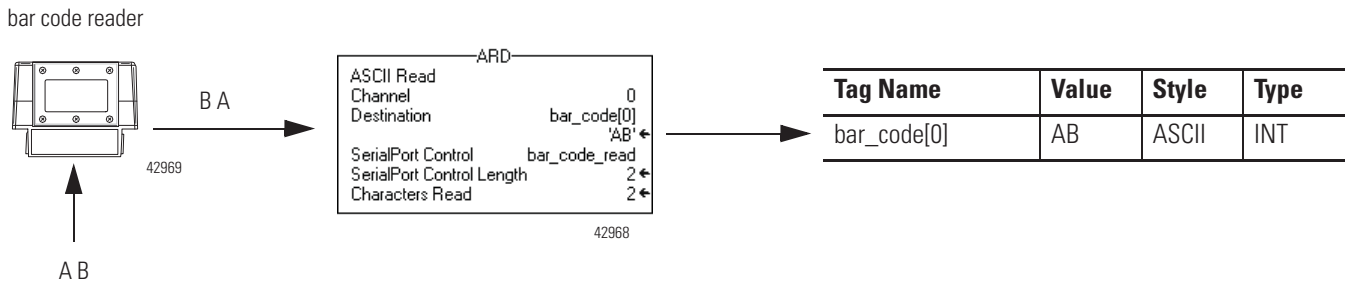 bar code reader
42969
A B
B A
ARD
ASCII Read
Channel 0
Destination bar_code[0]
'AB'
SerialPort Control bar_code_read
SerialPort Control Length 2
Characters Read 2
42968
Tag Name Value Style Type
bar_code[0] AB ASCII INT